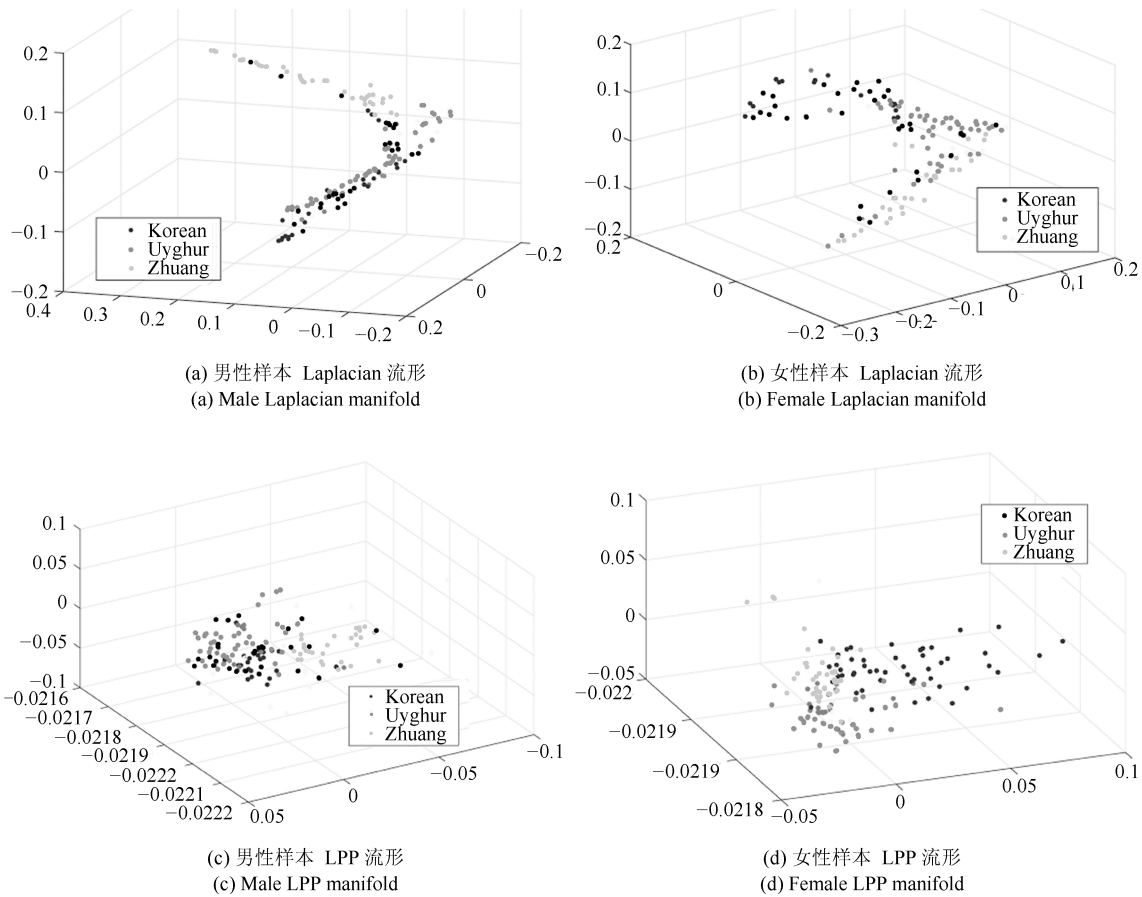 0.2
0.1
0
−0.1
−0.2
0.4
0.3
0.2
0.1
0
−0.1
−0.2
0.2
0
−0.2
Korean
Uyghur
Zhuang
(a) 男性样本 Laplacian 流形
(a) Male Laplacian manifold
0.2
0.1
0
−0.1
−0.2
0.2
0
−0.2
−0.3
−0.2
−0.1
0
0.1
0.2
Korean
Uyghur
Zhuang
(b) 女性样本 Laplacian 流形
(b) Female Laplacian manifold
0.1
0.05
0
−0.05
−0.1
−0.0216
−0.0217
−0.0218
−0.0219
−0.0222
−0.0221
−0.0222
0.05
0
−0.05
−0.1
Korean
Uyghur
Zhuang
(c) 男性样本 LPP 流形
(c) Male LPP manifold
0.1
0.05
0
−0.05
−0.022
−0.0219
−0.0219
−0.0218
−0.05
0
0.05
0.1
Korean
Uyghur
Zhuang
(d) 女性样本 LPP 流形
(d) Female LPP manifold